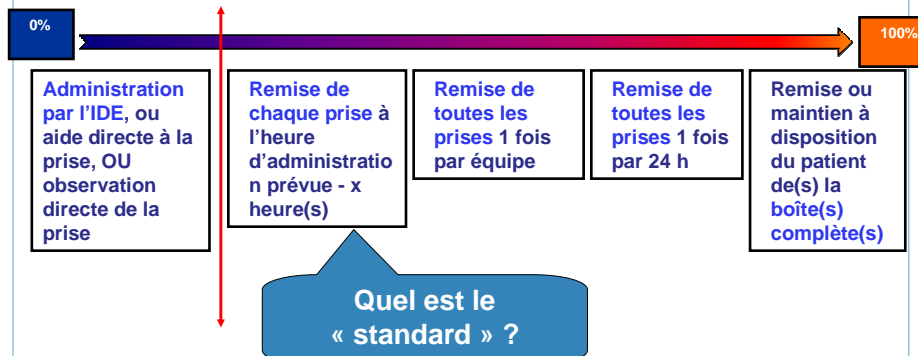 0%
100%
Administration
par l'IDE, ou
aide directe à la
prise, OU
observation
directe de la
prise
Remise de
chaque prise à
l'heure
d'administratio
n prévue - x
heure(s)
Remise de
toutes les
prises 1 fois
par équipe
Remise de
toutes les
prises 1 fois
par 24 h
Remise ou
maintien à
disposition
du patient
de(s) la
boîte(s)
complète(s)
Quel est le
« standard » ?